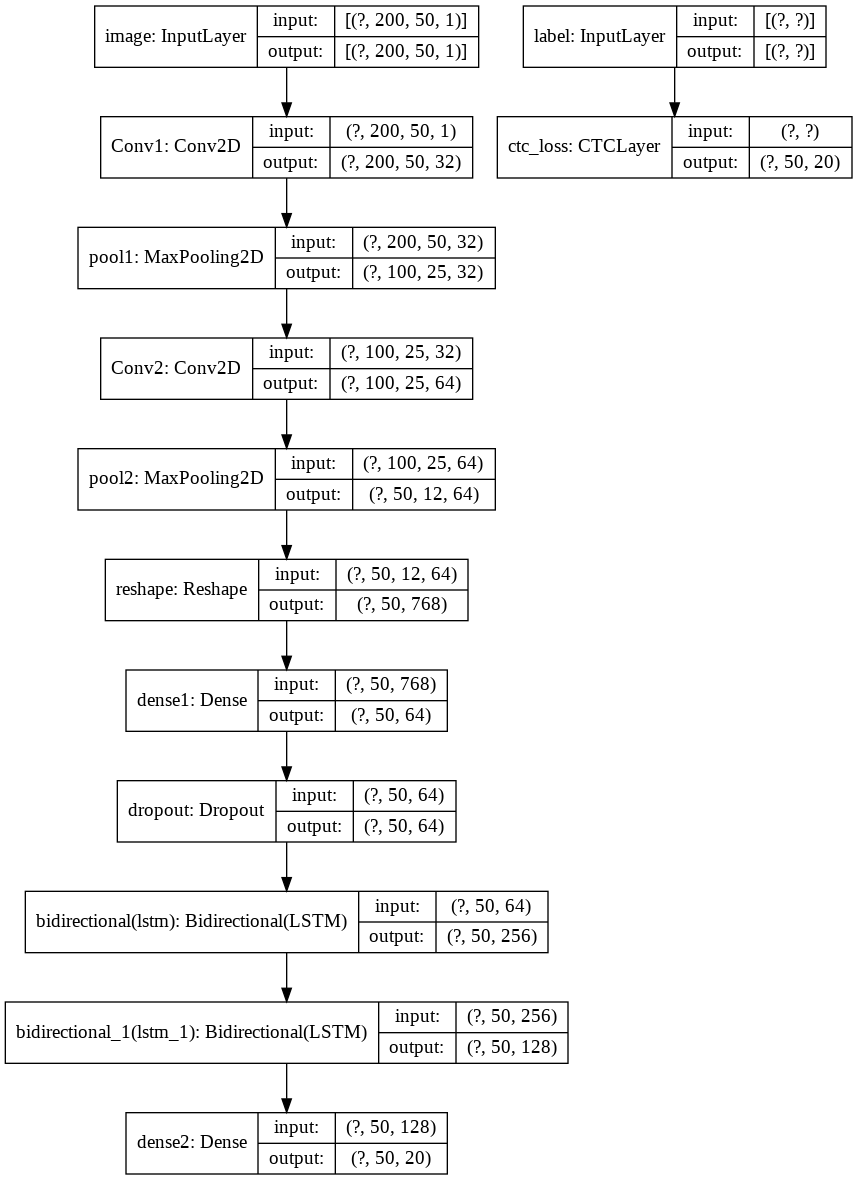 image: InputLayer input: [(?, 200, 50, 1)]
output: [(?, 200, 50, 1)]
label: InputLayer input: [(?, ?)]
output: [(?, ?)]
Conv1: Conv2D input: (?, 200, 50, 1)
output: (?, 200, 50, 32)
ctc_loss: CTCLayer input: (?, ?)
output: (?, 50, 20)
pool1: MaxPooling2D input: (?, 200, 50, 32)
output: (?, 100, 25, 32)
Conv2: Conv2D input: (?, 100, 25, 32)
output: (?, 100, 25, 64)
pool2: MaxPooling2D input: (?, 100, 25, 64)
output: (?, 50, 12, 64)
reshape: Reshape input: (?, 50, 12, 64)
output: (?, 50, 768)
dense1: Dense input: (?, 50, 768)
output: (?, 50, 64)
dropout: Dropout input: (?, 50, 64)
output: (?, 50, 64)
bidirectional(lstm): Bidirectional(LSTM) input: (?, 50, 64)
output: (?, 50, 256)
bidirectional_1(lstm_1): Bidirectional(LSTM) input: (?, 50, 256)
output: (?, 50, 128)
dense2: Dense input: (?, 50, 128)
output: (?, 50, 20)